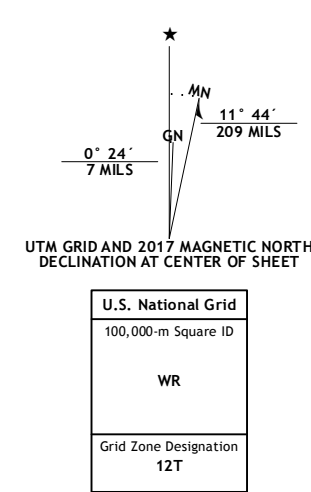 MN
11° 44´
209 MILS
GN
0° 24´
7 MILS
UTM GRID AND 2017 MAGNETIC NORTH
DECLINATION AT CENTER OF SHEET
U.S. National Grid
100,000-m Square ID
WR
Grid Zone Designation
12T